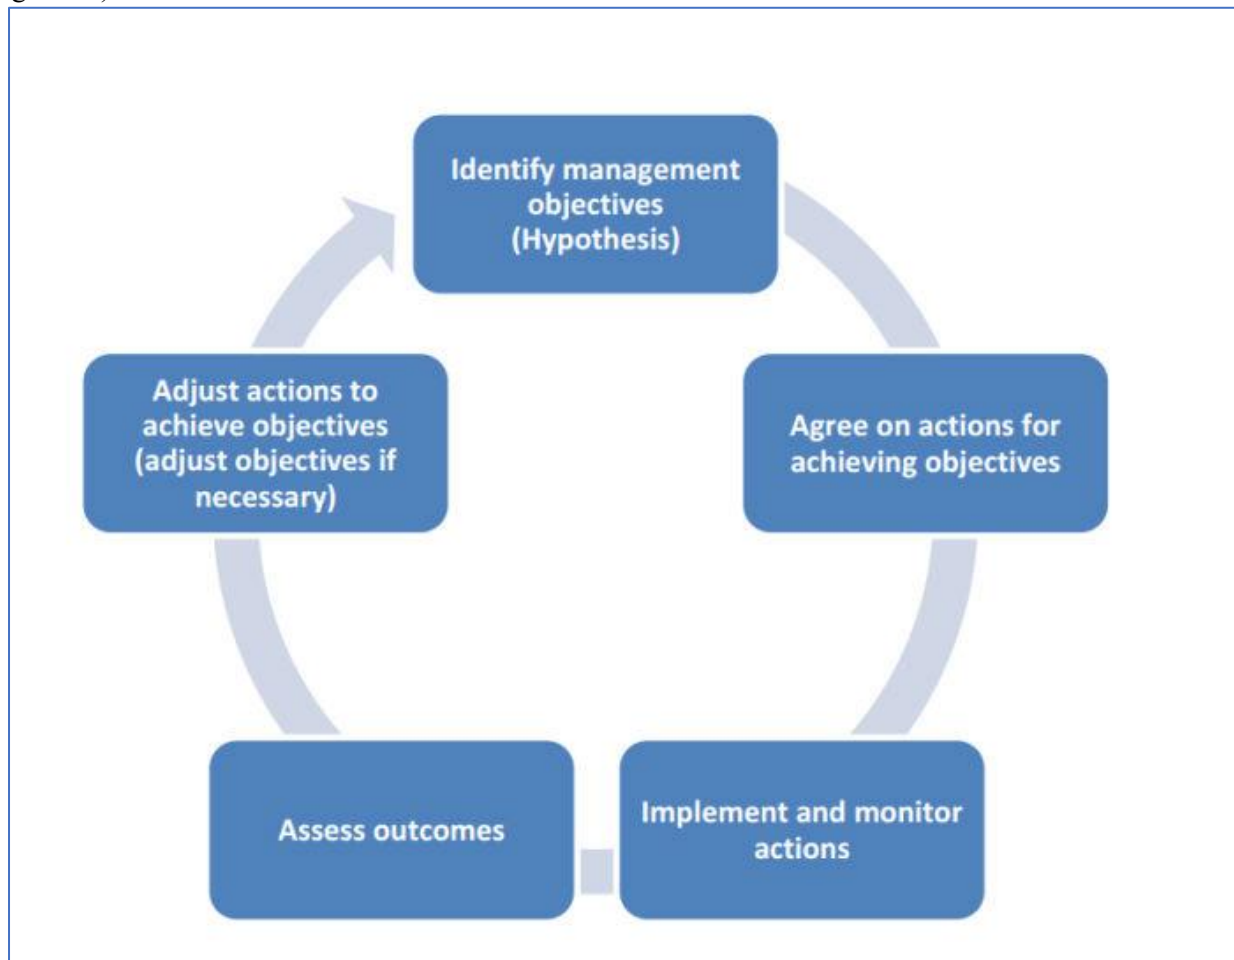 Identify management
objectives
(Hypothesis)
Agree on actions for
achieving objectives
Implement and monitor
actions
Assess outcomes
Adjust actions to
achieve objectives
(adjust objectives if
necessary)